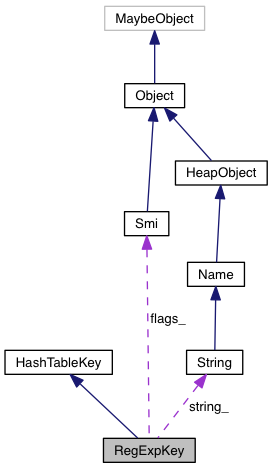 MaybeObject
Object
HeapObject
Smi
Name
flags_
HashTableKey
String
string_
RegExpKey